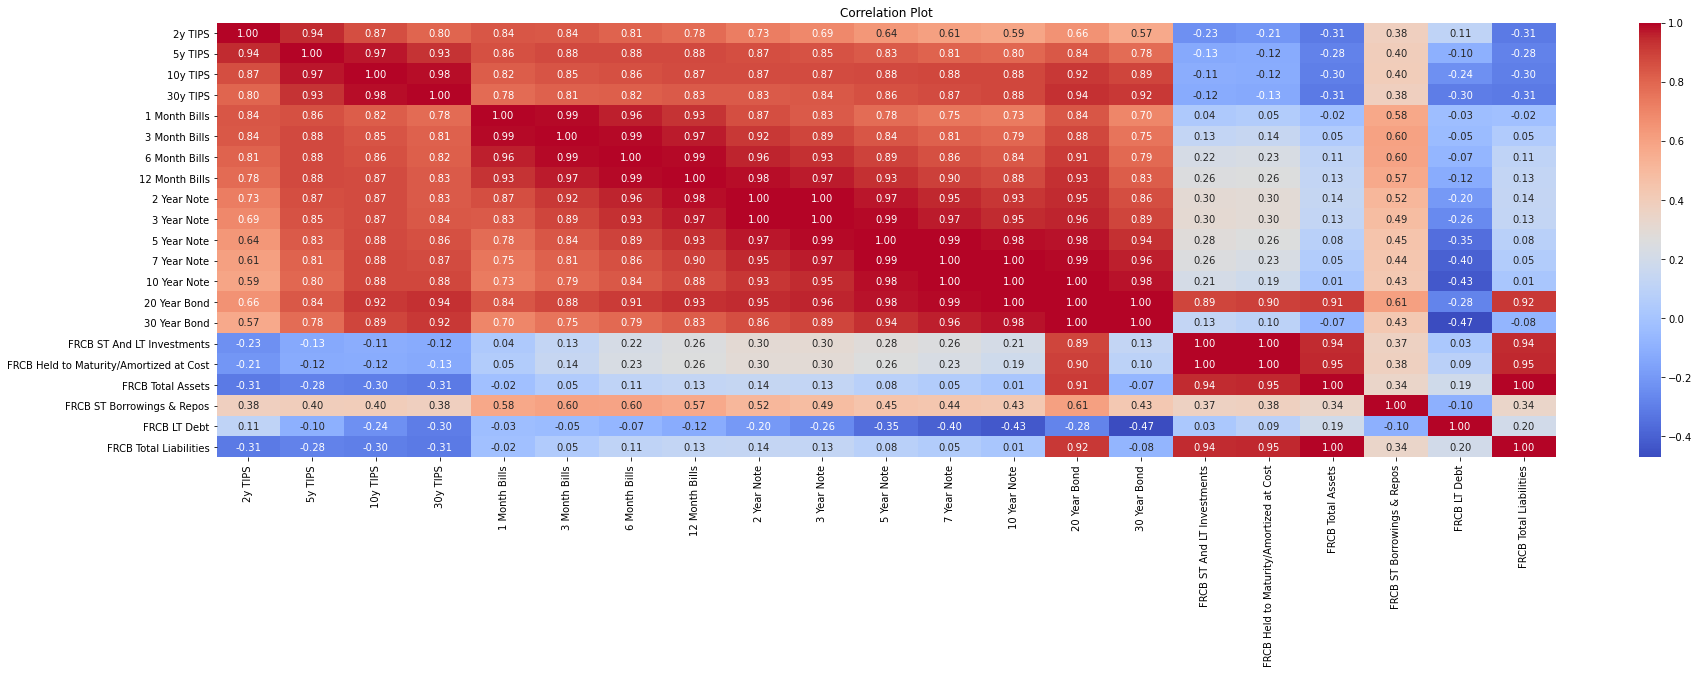 Correlation Plot
2y TIPS 1.00 0.94 0.87 0.80 0.84 0.84 0.81 0.78 0.73 0.69 0.64 0.61 0.59 0.66 0.57 -0.23 -0.21 -0.31 0.38 0.11 -0.31
5y TIPS 0.94 1.00 0.97 0.93 0.86 0.88 0.88 0.88 0.87 0.85 0.83 0.81 0.80 0.84 0.78 -0.13 -0.12 -0.28 0.40 -0.10 -0.28
10y TIPS 0.87 0.97 1.00 0.98 0.82 0.85 0.86 0.87 0.87 0.87 0.88 0.88 0.88 0.92 0.89 -0.11 -0.12 -0.30 0.40 -0.24 -0.30
30y TIPS 0.80 0.93 0.98 1.00 0.78 0.81 0.82 0.83 0.83 0.84 0.86 0.87 0.88 0.94 0.92 -0.12 -0.13 -0.31 0.38 -0.30 -0.31
1 Month Bills 0.84 0.86 0.82 0.78 1.00 0.99 0.96 0.93 0.87 0.83 0.78 0.75 0.73 0.84 0.70 0.04 0.05 -0.02 0.58 -0.03 -0.02
3 Month Bills 0.84 0.88 0.85 0.81 0.99 1.00 0.99 0.97 0.92 0.89 0.84 0.81 0.79 0.88 0.75 0.13 0.14 0.05 0.60 -0.05 0.05
6 Month Bills 0.81 0.88 0.86 0.82 0.96 0.99 1.00 0.99 0.96 0.93 0.89 0.86 0.84 0.91 0.79 0.22 0.23 0.11 0.60 -0.07 0.11
12 Month Bills 0.78 0.88 0.87 0.83 0.93 0.97 0.99 1.00 0.98 0.97 0.93 0.90 0.88 0.93 0.83 0.26 0.26 0.13 0.57 -0.12 0.13
2 Year Note 0.73 0.87 0.87 0.83 0.87 0.92 0.96 0.98 1.00 1.00 0.97 0.95 0.93 0.95 0.86 0.30 0.30 0.14 0.52 -0.20 0.14
3 Year Note 0.69 0.85 0.87 0.84 0.83 0.89 0.93 0.97 1.00 1.00 0.99 0.97 0.95 0.96 0.89 0.30 0.30 0.13 0.49 -0.26 0.13
5 Year Note 0.64 0.83 0.88 0.86 0.78 0.84 0.89 0.93 0.97 0.99 1.00 0.99 0.98 0.98 0.94 0.28 0.26 0.08 0.45 -0.35 0.08
7 Year Note 0.61 0.81 0.88 0.87 0.75 0.81 0.86 0.90 0.95 0.97 0.99 1.00 1.00 0.99 0.96 0.26 0.23 0.05 0.44 -0.40 0.05
10 Year Note 0.59 0.80 0.88 0.88 0.73 0.79 0.84 0.88 0.93 0.95 0.98 1.00 1.00 1.00 0.98 0.21 0.19 0.01 0.43 -0.43 0.01
20 Year Bond 0.66 0.84 0.92 0.94 0.84 0.88 0.91 0.93 0.95 0.96 0.98 0.99 1.00 1.00 1.00 0.89 0.90 0.91 0.61 -0.28 0.92
30 Year Bond 0.57 0.78 0.89 0.92 0.70 0.75 0.79 0.83 0.86 0.89 0.94 0.96 0.98 1.00 1.00 0.13 0.10 -0.07 0.43 -0.47 -0.08
FRCB ST And LT Investments -0.23 -0.13 -0.11 -0.12 0.04 0.13 0.22 0.26 0.30 0.30 0.28 0.26 0.21 0.89 0.13 1.00 1.00 0.94 0.37 0.03 0.94
FRCB Held to Maturity/Amortized at Cost -0.21 -0.12 -0.12 -0.13 0.05 0.14 0.23 0.26 0.30 0.30 0.26 0.23 0.19 0.90 0.10 1.00 1.00 0.95 0.38 0.09 0.95
FRCB Total Assets -0.31 -0.28 -0.30 -0.31 -0.02 0.05 0.11 0.13 0.14 0.13 0.08 0.05 0.01 0.91 -0.07 0.94 0.95 1.00 0.34 0.19 1.00
FRCB ST Borrowings & Repos 0.38 0.40 0.40 0.38 0.58 0.60 0.60 0.57 0.52 0.49 0.45 0.44 0.43 0.61 0.43 0.37 0.38 0.34 1.00 -0.10 0.34
FRCB LT Debt 0.11 -0.10 -0.24 -0.30 -0.03 -0.05 -0.07 -0.12 -0.20 -0.26 -0.35 -0.40 -0.43 -0.28 -0.47 0.03 0.09 0.19 -0.10 1.00 0.20
FRCB Total Liabilities -0.31 -0.28 -0.30 -0.31 -0.02 0.05 0.11 0.13 0.14 0.13 0.08 0.05 0.01 0.92 -0.08 0.94 0.95 1.00 0.34 0.20 1.00
2y TIPS
5y TIPS
10y TIPS
30y TIPS
1 Month Bills
3 Month Bills
6 Month Bills
12 Month Bills
2 Year Note
3 Year Note
5 Year Note
7 Year Note
10 Year Note
20 Year Bond
30 Year Bond
FRCB ST And LT Investments
FRCB Held to Maturity/Amortized at Cost
FRCB Total Assets
FRCB ST Borrowings & Repos
FRCB LT Debt
FRCB Total Liabilities
1.0
0.8
0.6
0.4
0.2
0.0
−0.2
−0.4